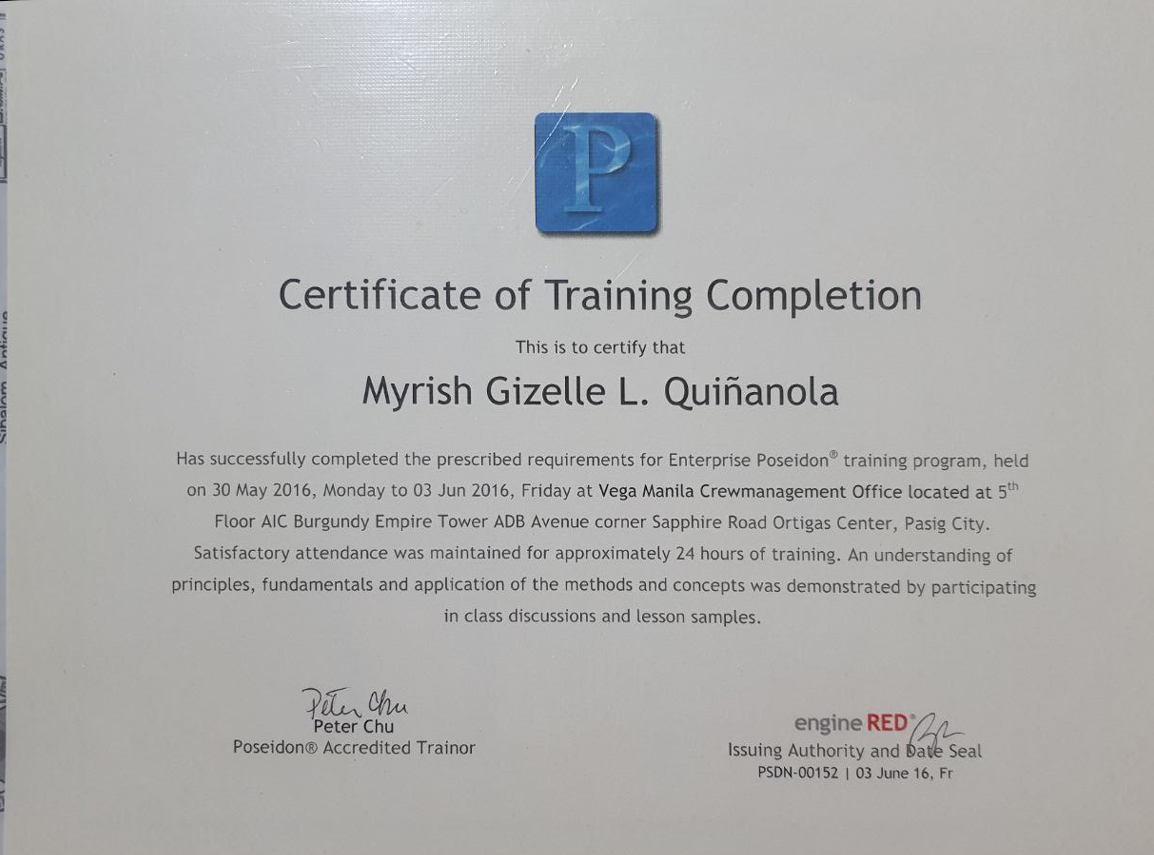 P
Certificate of Training Completion
This is to certify that
Myrish Gizelle L. Quiñanola
Has successfully completed the prescribed requirements for Enterprise Poseidon® training program, held
on 30 May 2016, Monday to 03 Jun 2016, Friday at Vega Manila Crewmanagement Office located at 5th
Floor AIC Burgundy Empire Tower ADB Avenue corner Sapphire Road Ortigas Center, Pasig City.
Satisfactory attendance was maintained for approximately 24 hours of training. An understanding of
principles, fundamentals and application of the methods and concepts was demonstrated by participating
in class discussions and lesson samples.
Peter Chu
Peter Chu
Poseidon® Accredited Trainor
engine RED®
Issuing Authority and Date Seal
PSDN-00152 | 03 June 16, Fr
Sibalom, Antique